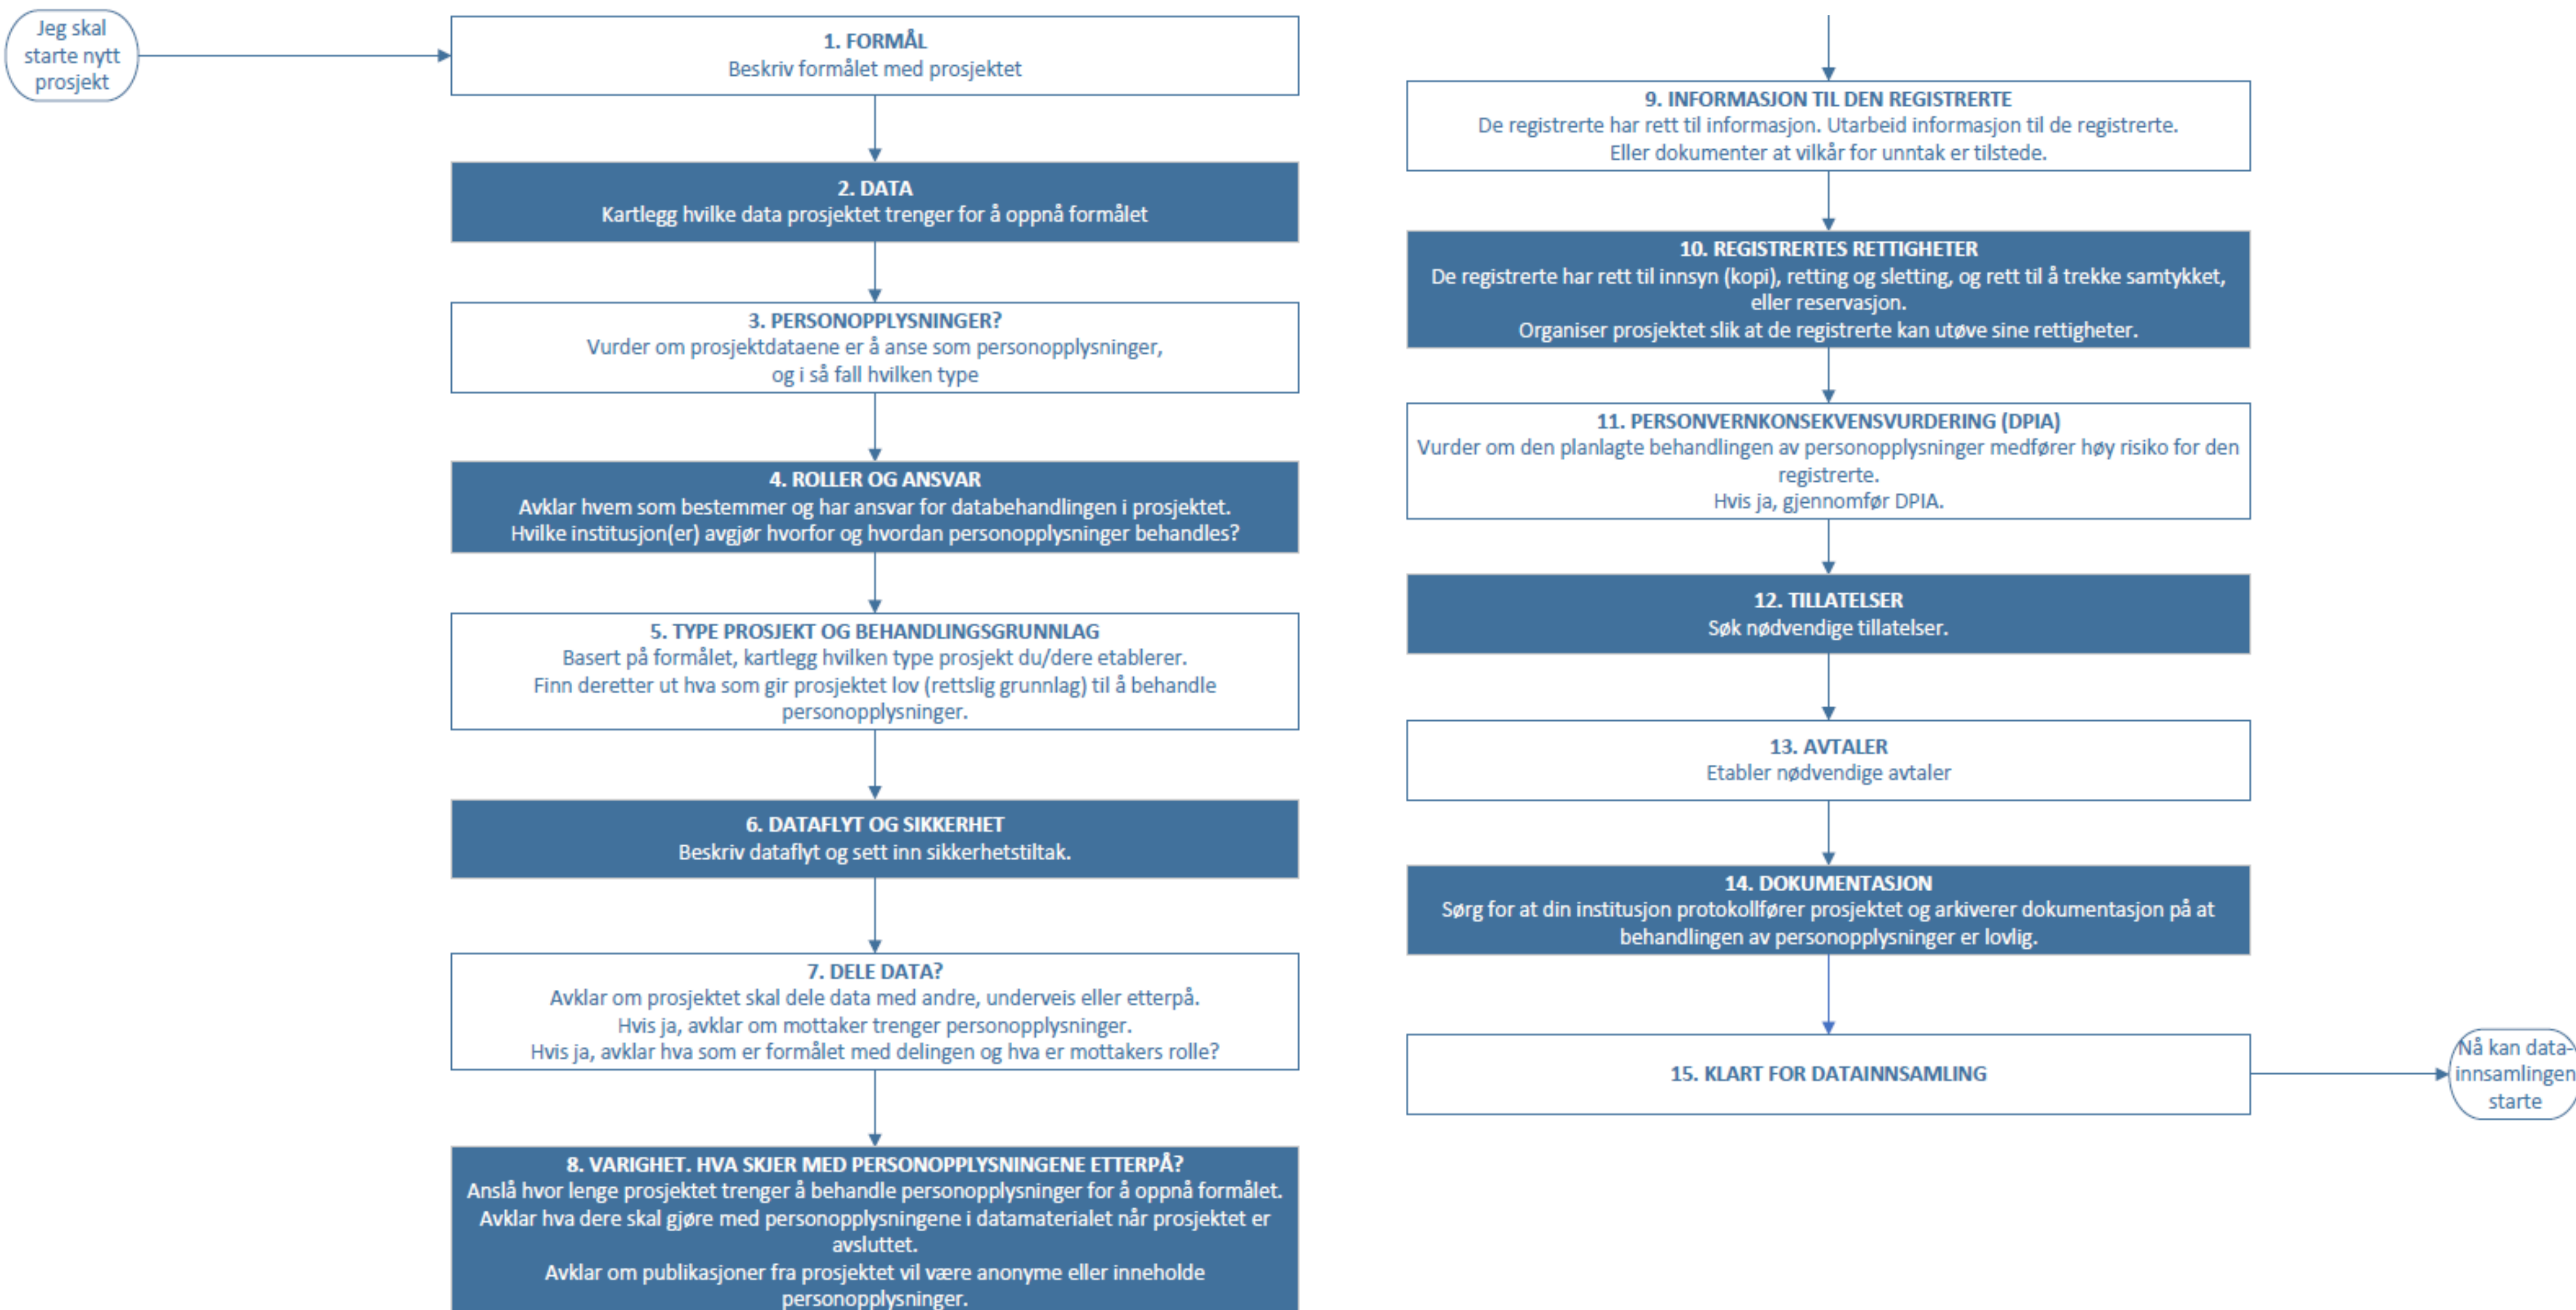 Jeg skal
starte nytt
prosjekt
1. FORMÅL
Beskriv formålet med prosjektet
2. DATA
Kartlegg hvilke data prosjektet trenger for å oppnå formålet
3. PERSONOPPLYSNINGER?
Vurder om prosjektdataene er å anse som personopplysninger,
og i så fall hvilken type
4. ROLLER OG ANSVAR
Avklar hvem som bestemmer og har ansvar for databehandlingen i prosjektet.
Hvilke institusjon(er) avgjør hvorfor og hvordan personopplysninger behandles?
5. TYPE PROSJEKT OG BEHANDLINGSGRUNNLAG
Basert på formålet, kartlegg hvilken type prosjekt du/dere etablerer.
Finn deretter ut hva som gir prosjektet lov (rettslig grunnlag) til å behandle
personopplysninger.
6. DATAFLYT OG SIKKERHET
Beskriv dataflyt og sett inn sikkerhetstiltak.
7. DELE DATA?
Avklar om prosjektet skal dele data med andre, underveis eller etterpå.
Hvis ja, avklar om mottaker trenger personopplysninger.
Hvis ja, avklar hva som er formålet med delingen og hva er mottakers rolle?
8. VARIGHET. HVA SKJER MED PERSONOPPLYSNINGENE ETTERPÅ?
Anslå hvor lenge prosjektet trenger å behandle personopplysninger for å oppnå formålet.
Avklar hva dere skal gjøre med personopplysningene i datamaterialet når prosjektet er
avsluttet.
Avklar om publikasjoner fra prosjektet vil være anonyme eller inneholde
personopplysninger.
9. INFORMASJON TIL DEN REGISTRERTE
De registrerte har rett til informasjon. Utarbeid informasjon til de registrerte.
Eller dokumenter at vilkår for unntak er tilstede.
10. REGISTRERTES RETTIGHETER
De registrerte har rett til innsyn (kopi), retting og sletting, og rett til å trekke samtykket,
eller reservasjon.
Organiser prosjektet slik at de registrerte kan utøve sine rettigheter.
11. PERSONVERNKONSEKVENSVURDERING (DPIA)
Vurder om den planlagte behandlingen av personopplysninger medfører høy risiko for den
registrerte.
Hvis ja, gjennomfør DPIA.
12. TILLATELSER
Søk nødvendige tillatelser.
13. AVTALER
Etabler nødvendige avtaler
14. DOKUMENTASJON
Sørg for at din institusjon protokollfører prosjektet og arkiverer dokumentasjon på at
behandlingen av personopplysninger er lovlig.
15. KLART FOR DATAINNSAMLING
Nå kan data-
innsamlingen
starte